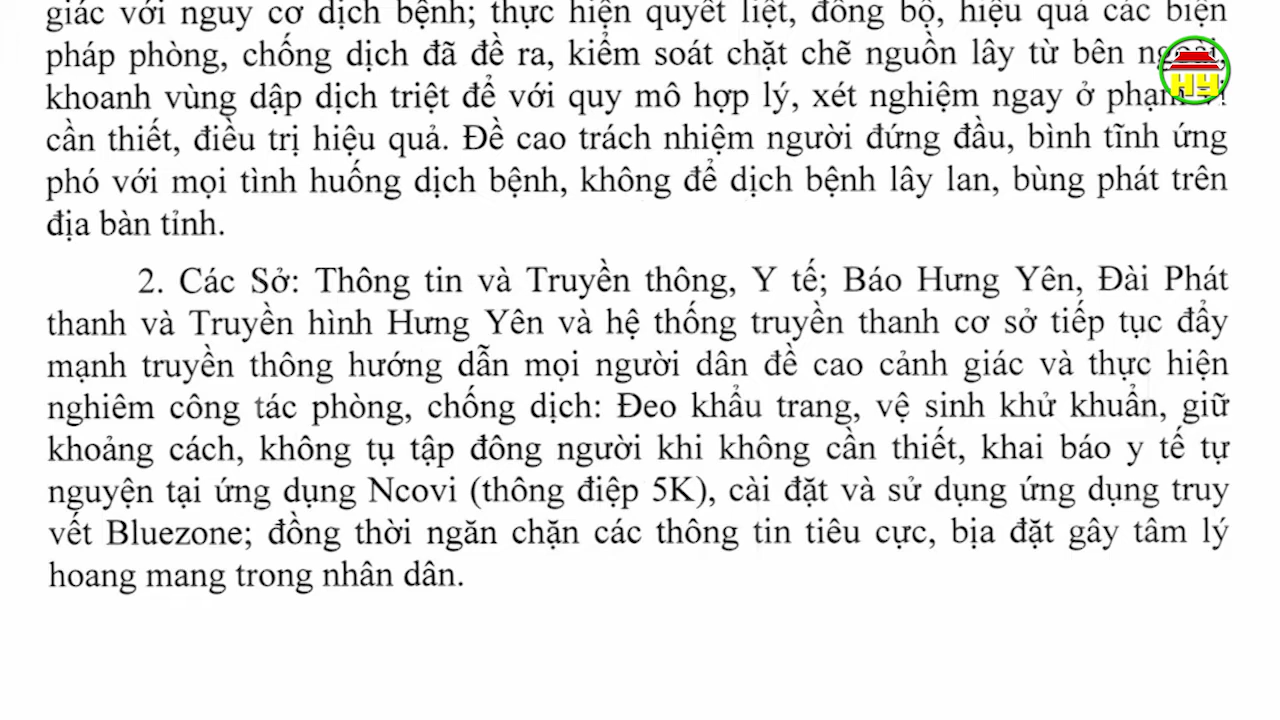 giác với nguy cơ dịch bệnh; thực hiện quyết liệt, đồng bộ, hiệu quả các biện
pháp phòng, chống dịch đã đề ra, kiểm soát chặt chẽ nguồn lây từ bên ngoài,
khoanh vùng dập dịch triệt để với quy mô hợp lý, xét nghiệm ngay ở phạm vi
cần thiết, điều trị hiệu quả. Đề cao trách nhiệm người đứng đầu, bình tĩnh ứng
phó với mọi tình huống dịch bệnh, không để dịch bệnh lây lan, bùng phát trên
địa bàn tỉnh.
2. Các Sở: Thông tin và Truyền thông, Y tế; Báo Hưng Yên, Đài Phát
thanh và Truyền hình Hưng Yên và hệ thống truyền thanh cơ sở tiếp tục đẩy
mạnh truyền thông hướng dẫn mọi người dân đề cao cảnh giác và thực hiện
nghiêm công tác phòng, chống dịch: Đeo khẩu trang, vệ sinh khử khuẩn, giữ
khoảng cách, không tụ tập đông người khi không cần thiết, khai báo y tế tự
nguyện tại ứng dụng Ncovi (thông điệp 5K), cài đặt và sử dụng ứng dụng truy
vết Bluezone; đồng thời ngăn chặn các thông tin tiêu cực, bịa đặt gây tâm lý
hoang mang trong nhân dân.
HY